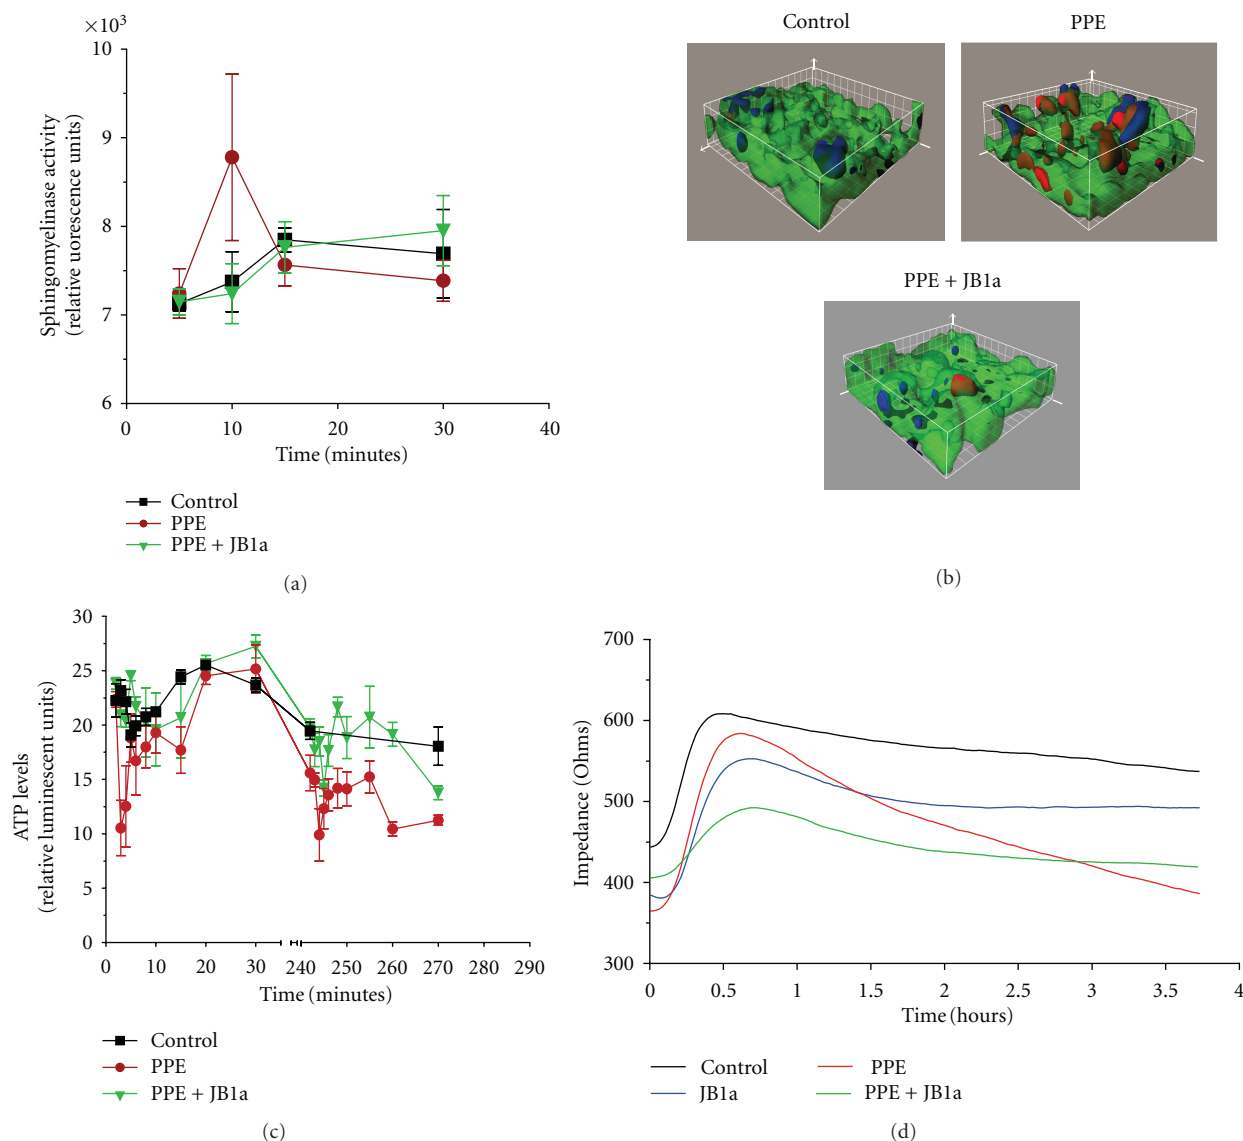 ×10³
10
9
8
7
6
0
10
20
30
40
Sphingomyelinase activity
(relative uorescence units)
Time (minutes)
Control
PPE
PPE + JB1a
(a)
Control
PPE
PPE + JB1a
(b)
30
25
20
15
10
5
0
0
10
20
30
240
250
260
270
280
290
ATP levels
(relative luminescent units)
Time (minutes)
Control
PPE
PPE + JB1a
(c)
700
600
500
400
300
0
0.5
1
1.5
2
2.5
3
3.5
4
Impedance (Ohms)
Time (hours)
Control
PPE
JB1a
PPE + JB1a
(d)